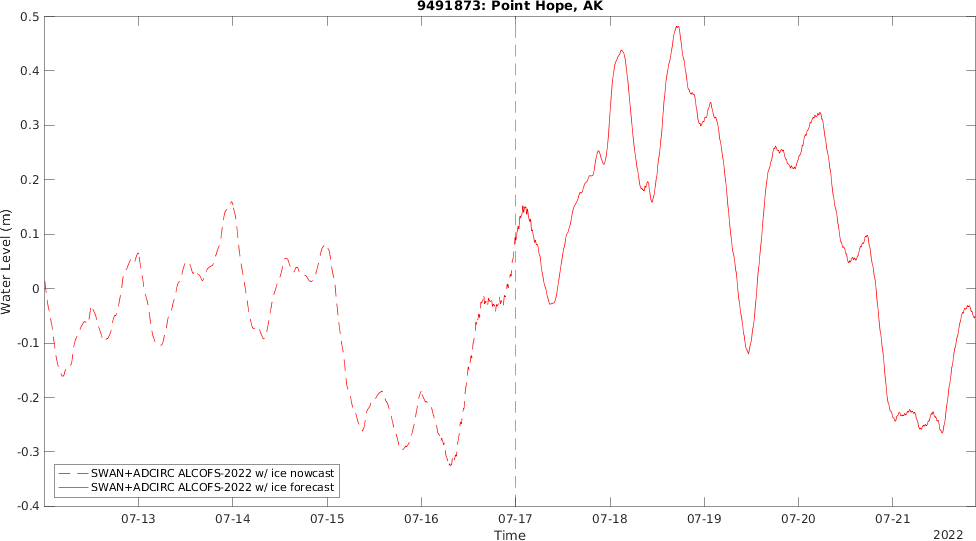 9491873: Point Hope, AK
0.5
0.4
0.3
0.2
0.1
0
-0.1
-0.2
-0.3
-0.4
Water Level (m)
SWAN+ADCIRC ALCOFS-2022 w/ ice nowcast
SWAN+ADCIRC ALCOFS-2022 w/ ice forecast
07-13 07-14 07-15 07-16 07-17 07-18 07-19 07-20 07-21
Time
2022